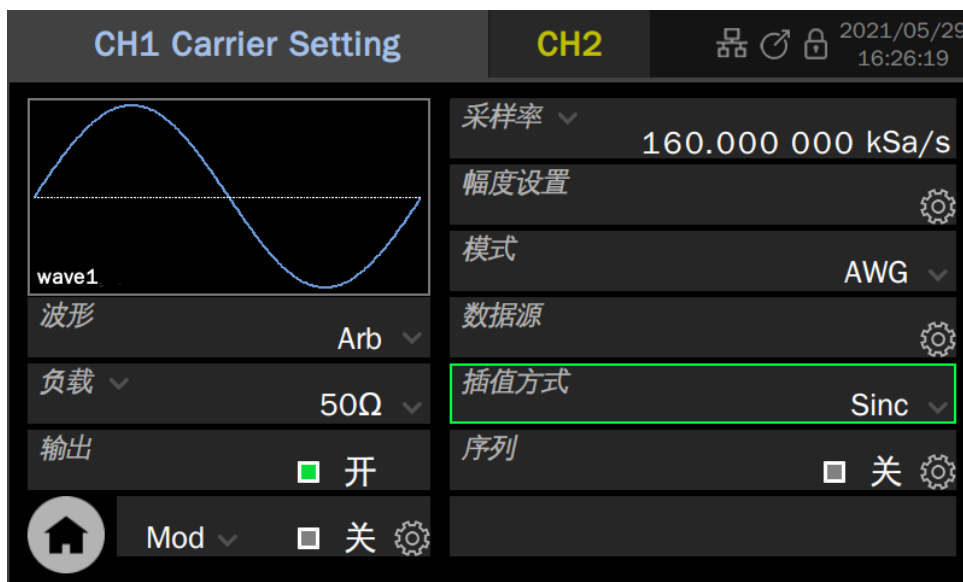 CH1 Carrier Setting
CH2
2021/05/29
16:26:19
wave1
波形
Arb
负载
50Ω
输出
开
Mod
关
采样率
160.000 000 kSa/s
幅度设置
模式
AWG
数据源
插值方式
Sinc
序列
关